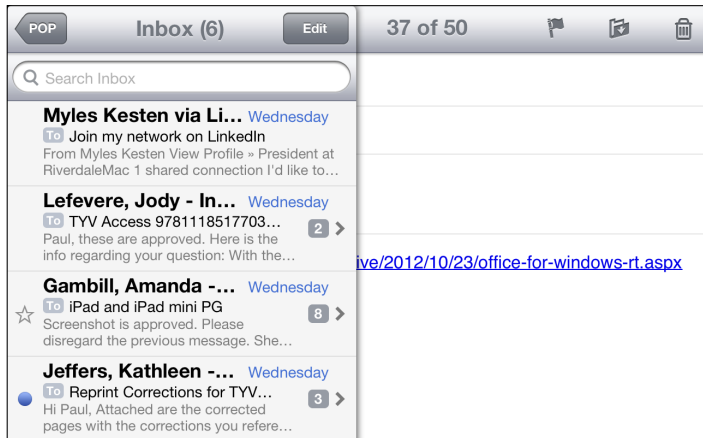 POP
Inbox (6)
Edit
37 of 50
Search Inbox
Myles Kesten via Li... Wednesday
To Join my network on LinkedIn
From Myles Kesten View Profile » President at
RiverdaleMac 1 shared connection I'd like to…
Lefevere, Jody - In... Wednesday
To TYV Access 9781118517703...
2
Paul, these are approved. Here is the
info regarding your question: With the…
ive/2012/10/23/office-for-windows-rt.aspx
Gambill, Amanda -... Wednesday
To iPad and iPad mini PG
8
Screenshot is approved. Please
disregard the previous message. She…
Jeffers, Kathleen -... Wednesday
To Reprint Corrections for TYV…
3
Hi Paul, Attached are the corrected
pages with the corrections you refere…